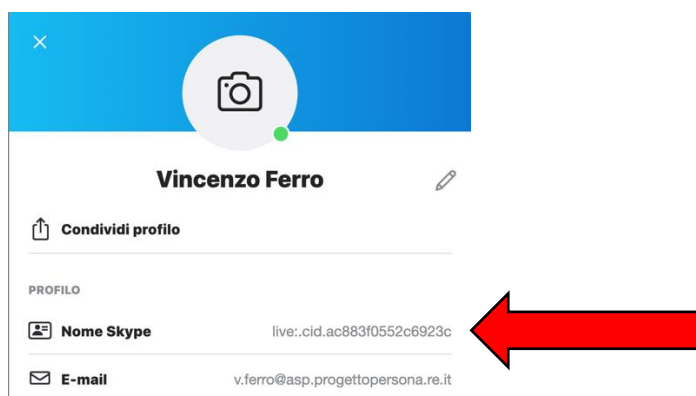 Vincenzo Ferro
Condividi profilo
PROFILO
Nome Skype live:.cid.ac883f0552c6923c
E-mail v.ferro@asp.progettopersona.re.it